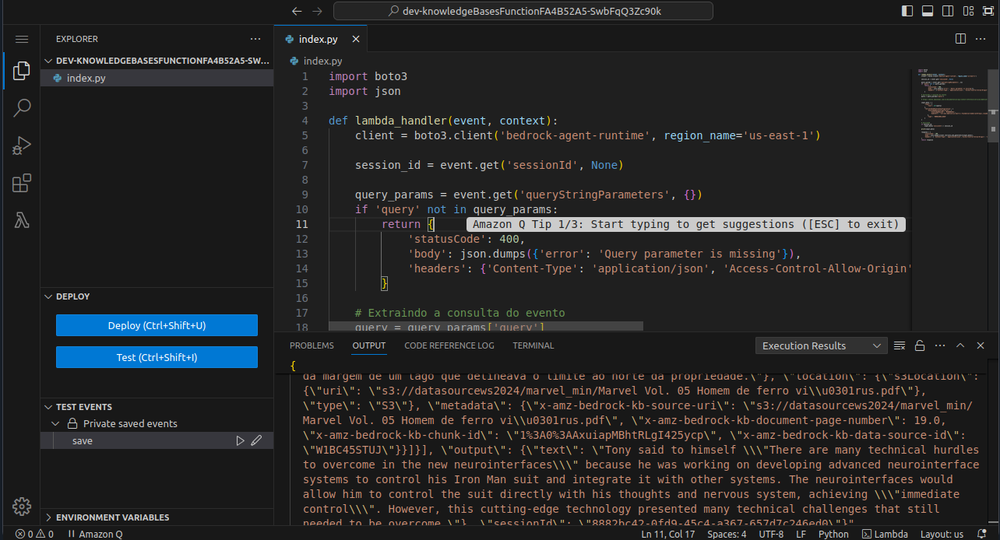 dev-knowledgeBasesFunctionFA4B52A5-SwbFqQ3Zc90k
EXPLORER
DEV-KNOWLEDGEBASESFUNCTIONFA4B52A5-SW...
index.py
DEPLOY
Deploy (Ctrl+Shift+U)
Test (Ctrl+Shift+I)
TEST EVENTS
Private saved events
save
ENVIRONMENT VARIABLES
index.py
index.py
1 import boto3
2 import json
3
4 def lambda_handler(event, context):
5 client = boto3.client('bedrock-agent-runtime', region_name='us-east-1')
6
7 session_id = event.get('sessionId', None)
8
9 query_params = event.get('queryStringParameters', {})
10 if 'query' not in query_params:
11 return { Amazon Q Tip 1/3: Start typing to get suggestions ([ESC] to exit)
12 'statusCode': 400,
13 'body': json.dumps({'error': 'Query parameter is missing'}),
14 'headers': {'Content-Type': 'application/json', 'Access-Control-Allow-Origin'
15 }
16
17 # Extraindo a consulta do evento
18 query = query_params['query']
PROBLEMS OUTPUT CODE REFERENCE LOG TERMINAL Execution Results
{
da margem de um lago que delineava o limite ao norte da propriedade.\"}, \"location\": {\"s3Location\":
{\"uri\": \"s3://datasourcews2024/marvel_min/Marvel Vol. 05 Homem de ferro vi\\u0301rus.pdf\"},
\"type\": \"S3\"}, \"metadata\": {\"x-amz-bedrock-kb-source-uri\": \"s3://datasourcews2024/marvel_min/
Marvel Vol. 05 Homem de ferro vi\\u0301rus.pdf\", \"x-amz-bedrock-kb-document-page-number\": 19.0,
\"x-amz-bedrock-kb-chunk-id\": \"1%3A0%3AAxuiapMBhtRLgI425ycp\", \"x-amz-bedrock-kb-data-source-id\":
\"W1BC45STUJ\"}}]}], \"output\": {\"text\": \"Tony said to himself \\\"There are many technical hurdles
to overcome in the new neurointerfaces\\\" because he was working on developing advanced neurointerface
systems to control his Iron Man suit and integrate it with other systems. The neurointerfaces would
allow him to control the suit directly with his thoughts and nervous system, achieving \\\"immediate
control\\\". However, this cutting-edge technology presented many technical challenges that still
needed to be overcome.\"}, \"sessionId\": \"8882bc42-0fd9-45c4-a367-657d7c246ed0\"}"
0 0 Amazon Q Ln 11, Col 17 Spaces: 4 UTF-8 LF Python Lambda Layout: us